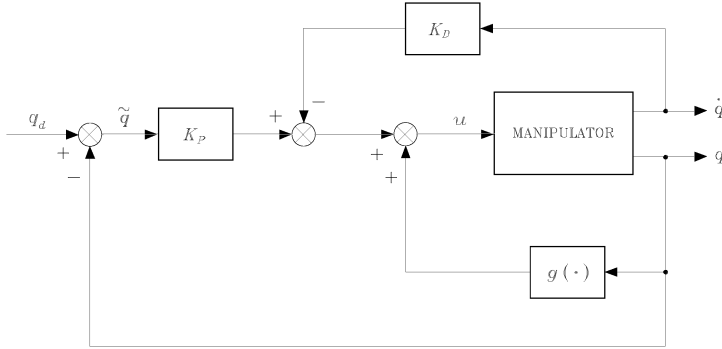 K_D
q̇
q_d
q̃
+
−
u
K_P
MANIPULATOR
+
+
q
−
+
g(·)